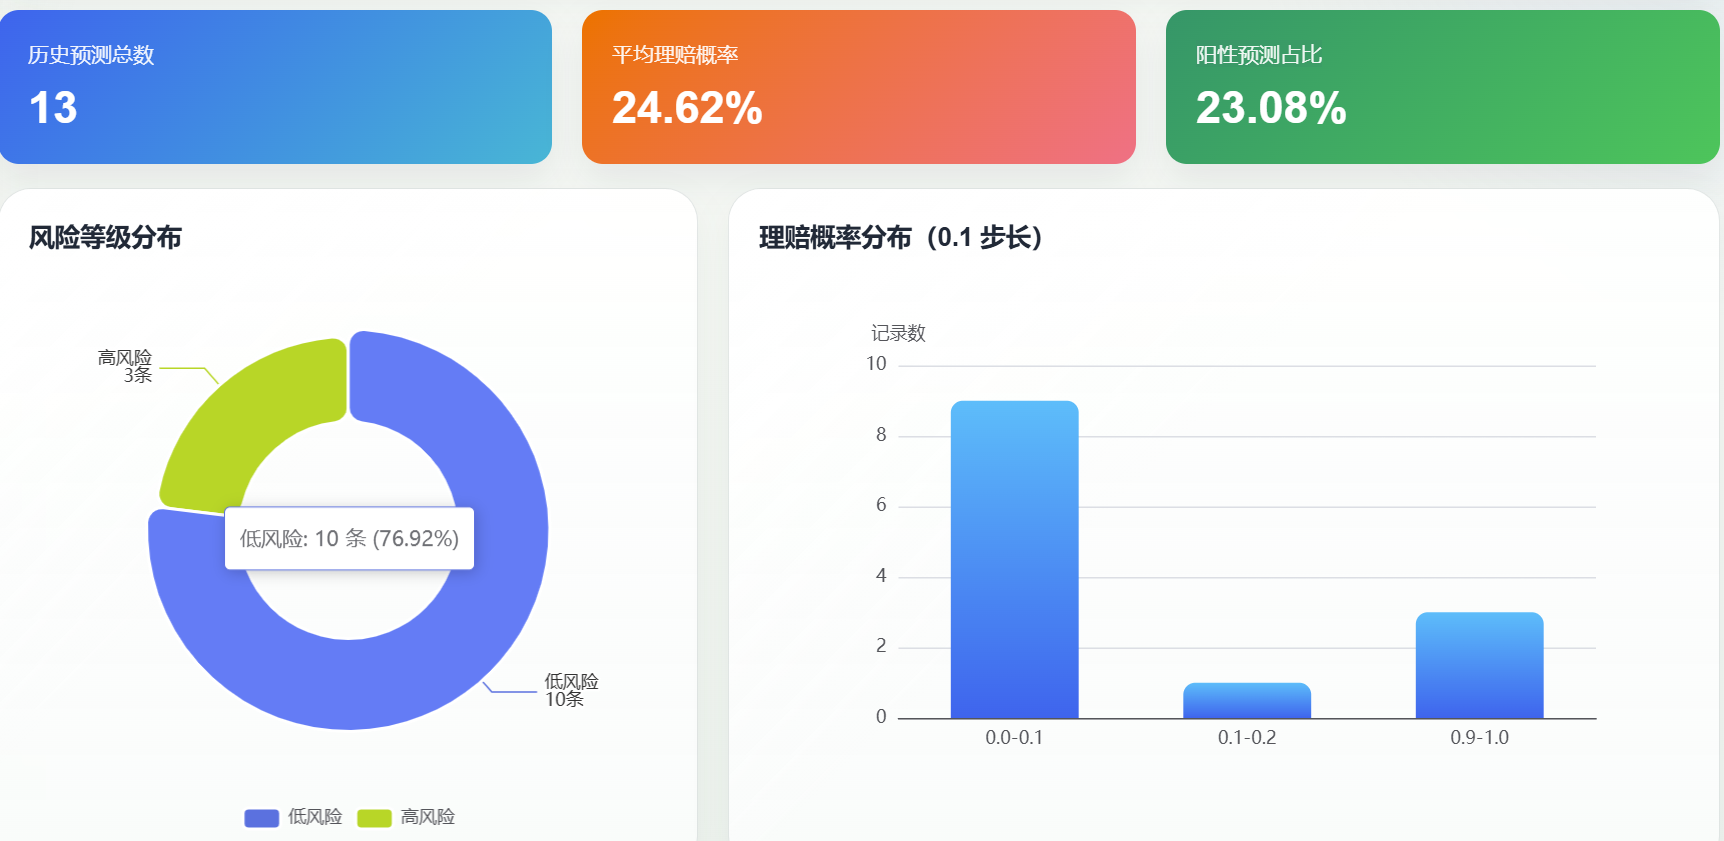 历史预测总数
13
平均理赔概率
24.62%
阳性预测占比
23.08%
风险等级分布
高风险
3条
低风险: 10 条 (76.92%)
低风险
10条
低风险
高风险
理赔概率分布（0.1 步长）
记录数
10
8
6
4
2
0
0.0-0.1
0.1-0.2
0.9-1.0